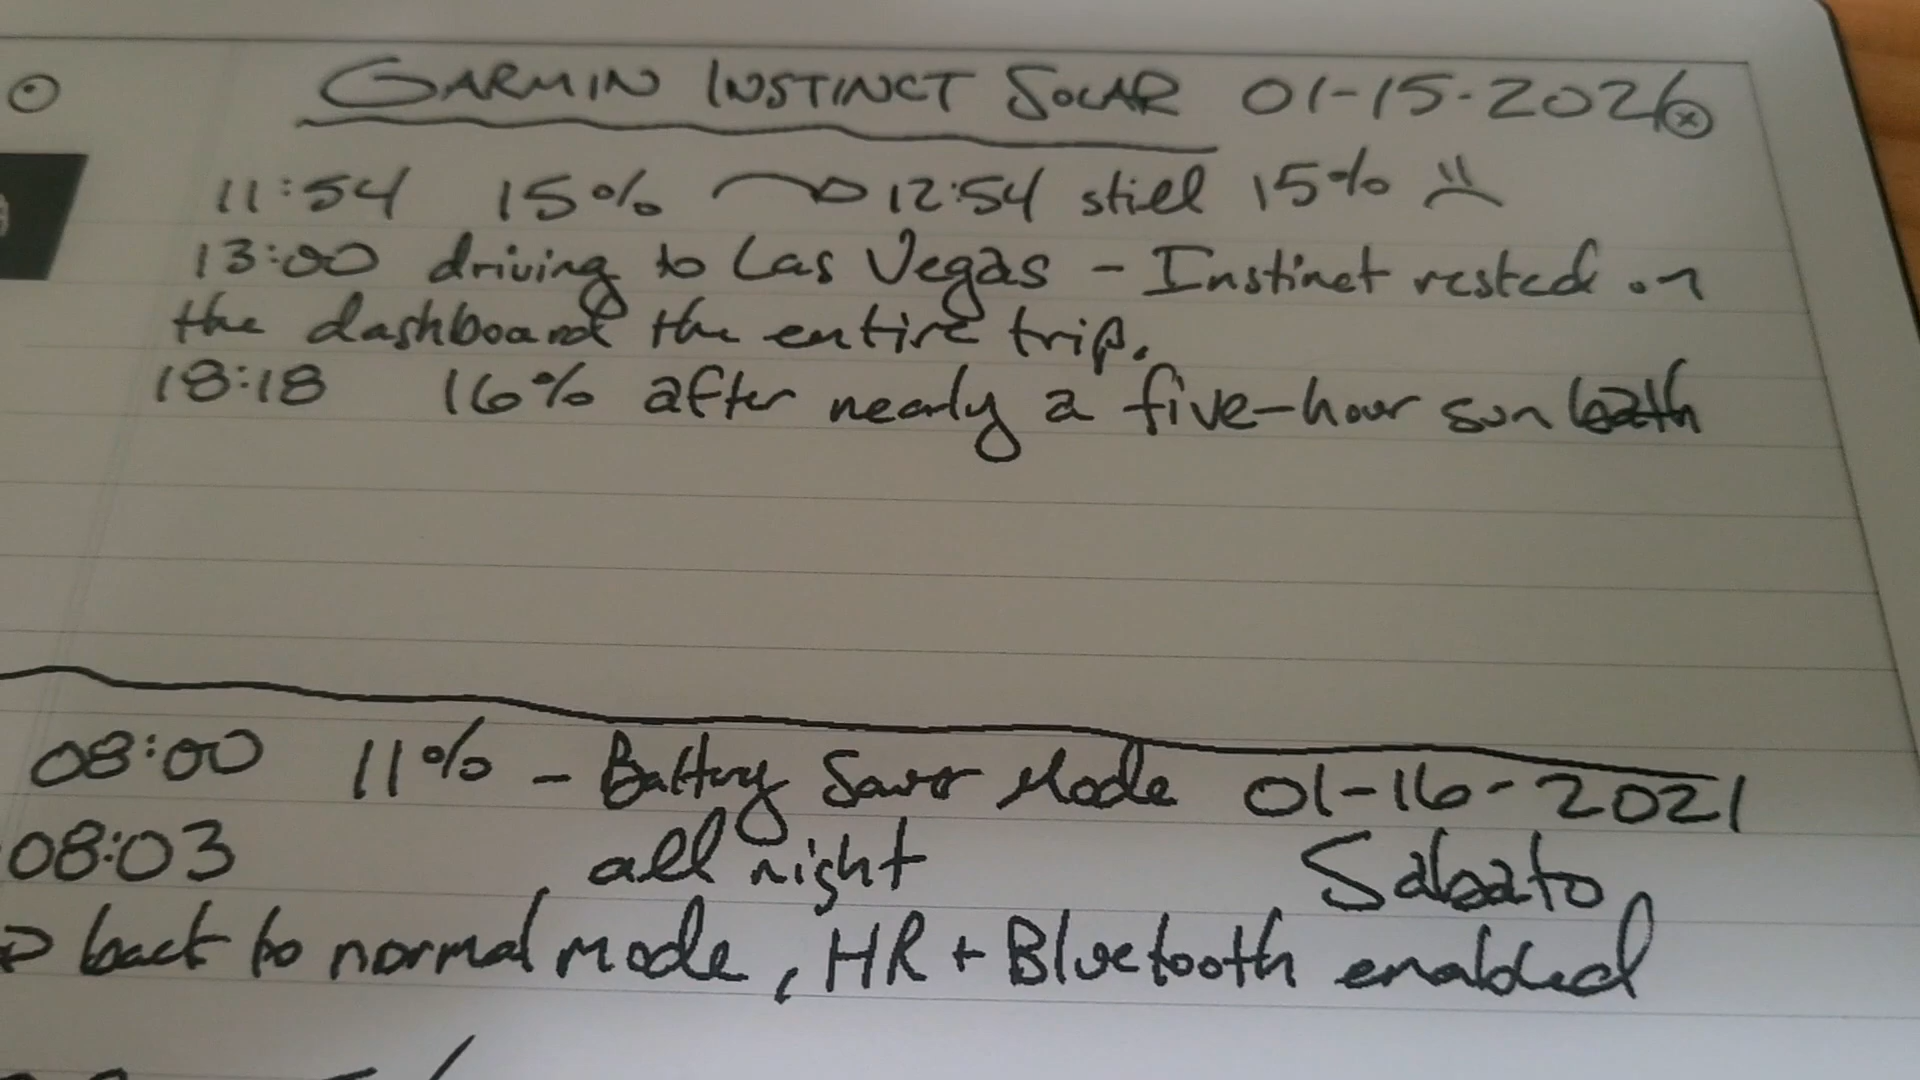 GARMIN INSTINCT SOLAR 01-15-2026
11:54 15% → 12:54 still 15%
13:00 driving to Las Vegas - Instinct rested on
the dashboard the entire trip.
18:18 16% after nearly a five-hour sun bath
08:00 11% - Battery Saver Mode 01-16-2021
08:03 all night Sabato
→ back to normal mode, HR + Bluetooth enabled